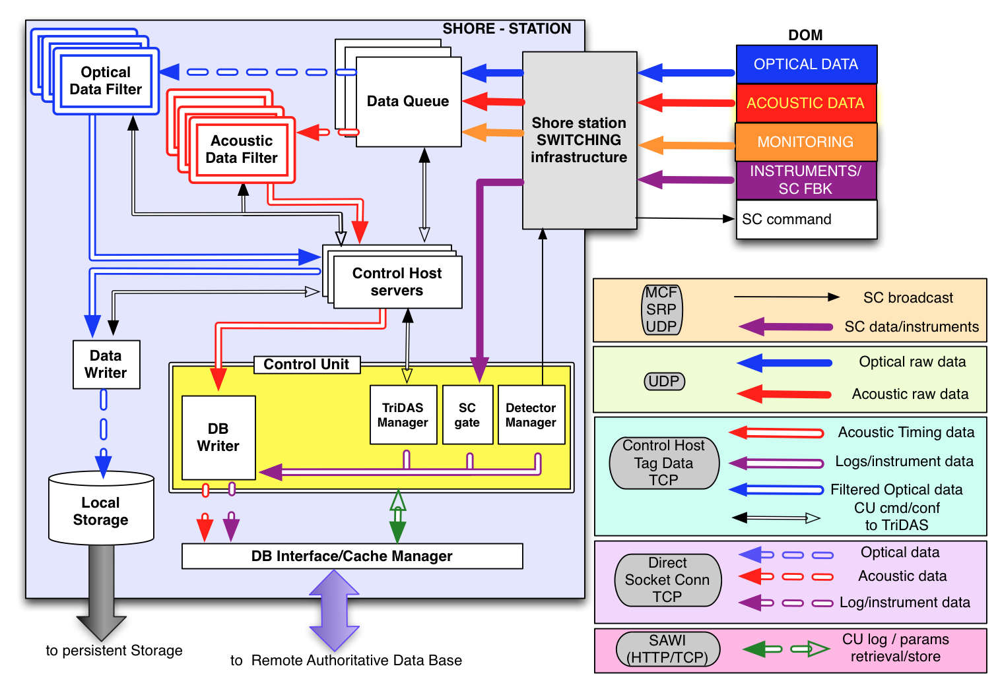 SHORE - STATION
DOM
Optical
Data Filter
Acoustic
Data Filter
Data Queue
Shore station
SWITCHING
infrastructure
OPTICAL DATA
ACOUSTIC DATA
MONITORING
INSTRUMENTS/
SC FBK
SC command
Control Host
servers
Data
Writer
Control Unit
DB
Writer
TriDAS
Manager
SC
gate
Detector
Manager
Local
Storage
DB Interface/Cache Manager
to persistent Storage
to Remote Authoritative Data Base
MCF
SRP
UDP
SC broadcast
SC data/instruments
UDP
Optical raw data
Acoustic raw data
Control Host
Tag Data
TCP
Acoustic Timing data
Logs/instrument data
Filtered Optical data
CU cmd/conf
to TriDAS
Direct
Socket Conn
TCP
Optical data
Acoustic data
Log/instrument data
SAWI
(HTTP/TCP)
CU log / params
retrieval/store